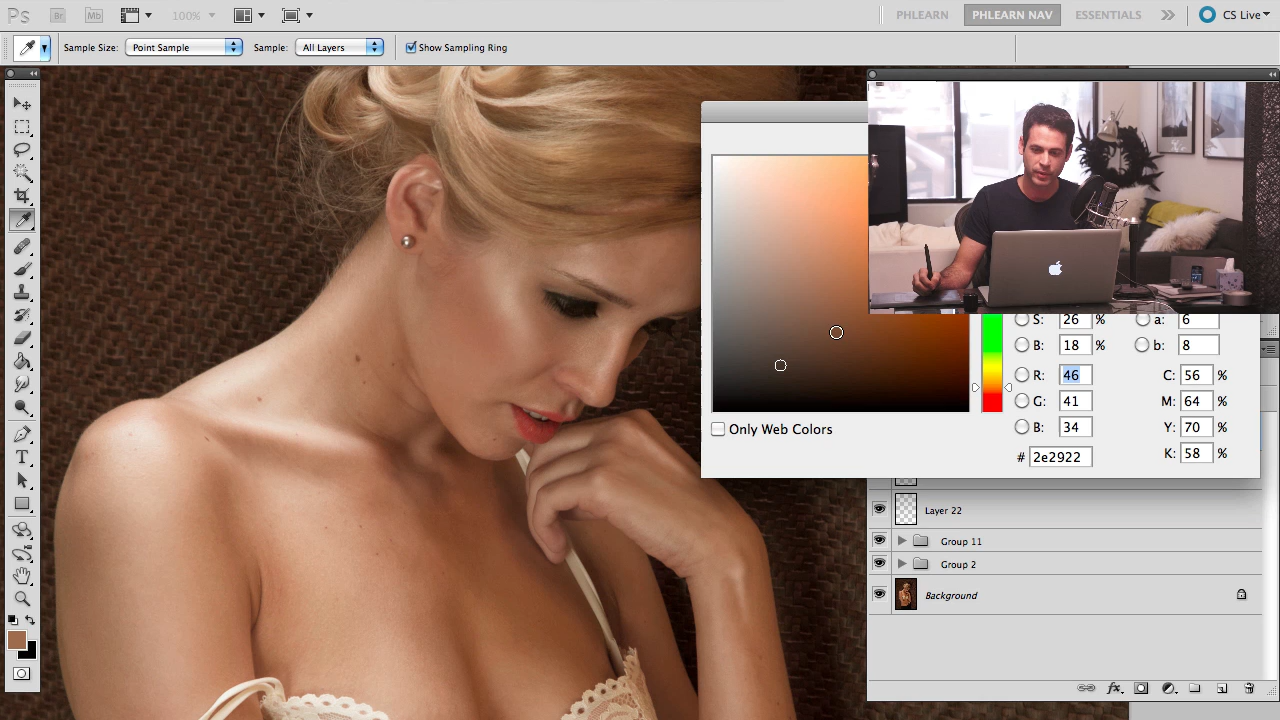 Ps Br Mb 100% PHLEARN PHLEARN NAV ESSENTIALS CS Live
Sample Size: Point Sample Sample: All Layers Show Sampling Ring
S: 26 % a: 6
B: 18 % b: 8
R: 46 C: 56 %
G: 41 M: 64 %
B: 34 Y: 70 %
Only Web Colors
# 2e2922 K: 58 %
Layer 22
Group 11
Group 2
Background
fx
T